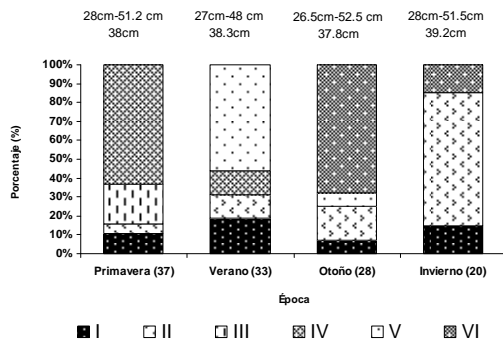 28cm-51.2 cm 27cm-48 cm 26.5cm-52.5 cm 28cm-51.5cm
38cm 38.3cm 37.8cm 39.2cm
100%
90%
80%
70%
60%
50%
40%
30%
20%
10%
0%
Porcentaje (%)
Primavera (37) Verano (33) Otoño (28) Invierno (20)
Época
I II III IV V VI